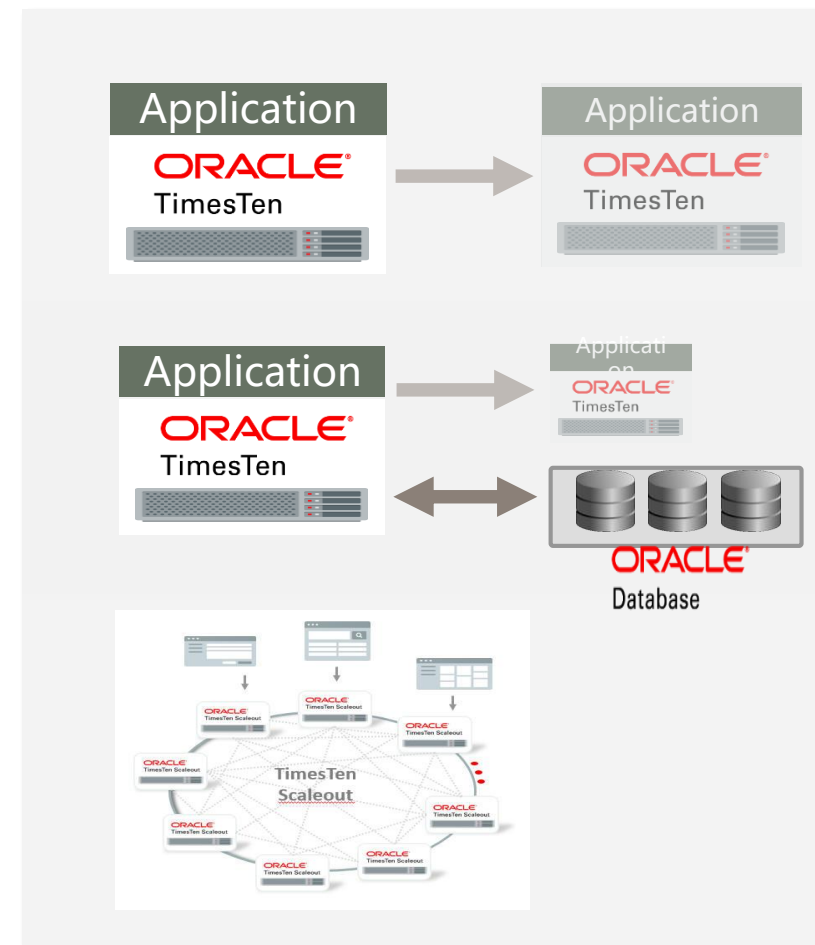 Application
ORACLE®
TimesTen
Application
ORACLE®
TimesTen
Application
ORACLE®
TimesTen
Applicati
on
ORACLE®
TimesTen
ORACLE®
Database
ORACLE
TimesTen Scaleout
ORACLE
TimesTen Scaleout
ORACLE
TimesTen Scaleout
ORACLE
TimesTen Scaleout
TimesTen
Scaleout
ORACLE
TimesTen Scaleout
ORACLE
TimesTen Scaleout
ORACLE
TimesTen Scaleout
ORACLE
TimesTen Scaleout